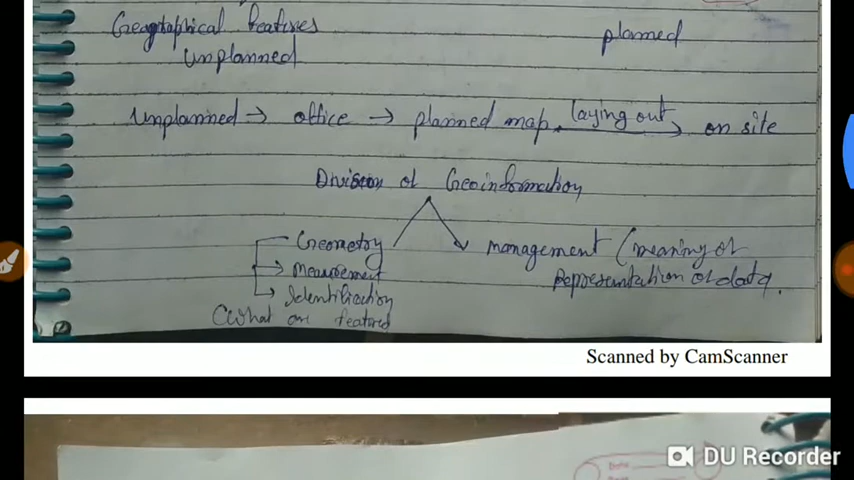 Geographical features planned
unplanned
Unplanned → office → planned map laying out → on site
Division of Geoinformation
Geometry management (meaning of
→ measurement Representation of data.
→ Identification
(What are featured
Scanned by CamScanner
DU Recorder